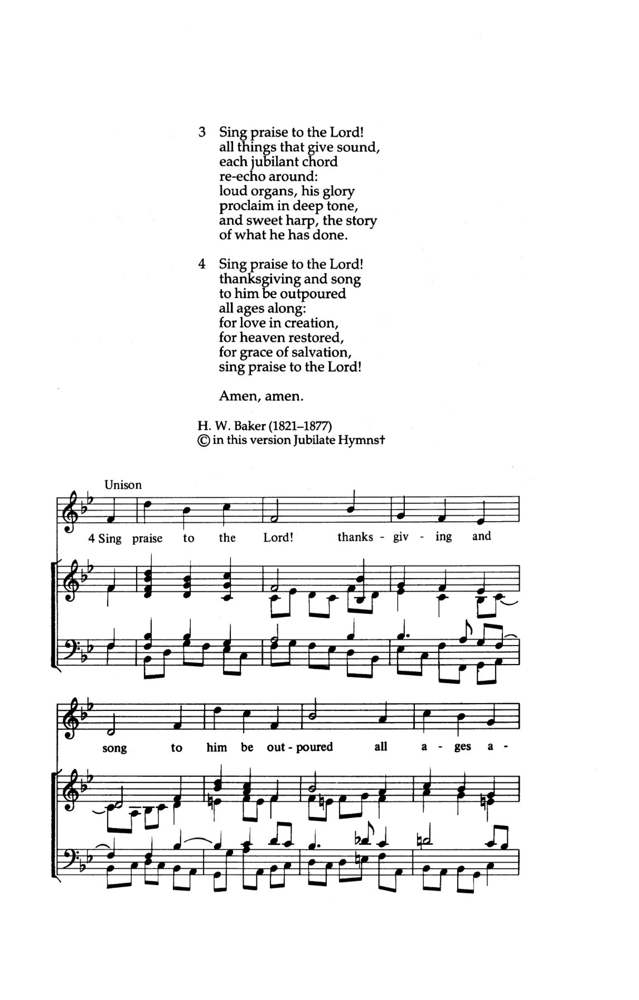 3 Sing praise to the Lord!
all things that give sound,
each jubilant chord
re-echo around:
loud organs, his glory
proclaim in deep tone,
and sweet harp, the story
of what he has done.
4 Sing praise to the Lord!
thanksgiving and song
to him be outpoured
all ages along:
for love in creation,
for heaven restored,
for grace of salvation,
sing praise to the Lord!
Amen, amen.
H. W. Baker (1821–1877)
© in this version Jubilate Hymns†
Unison
4 Sing praise to the Lord! thanks - giv - ing and
song to him be out - poured all a - ges a -